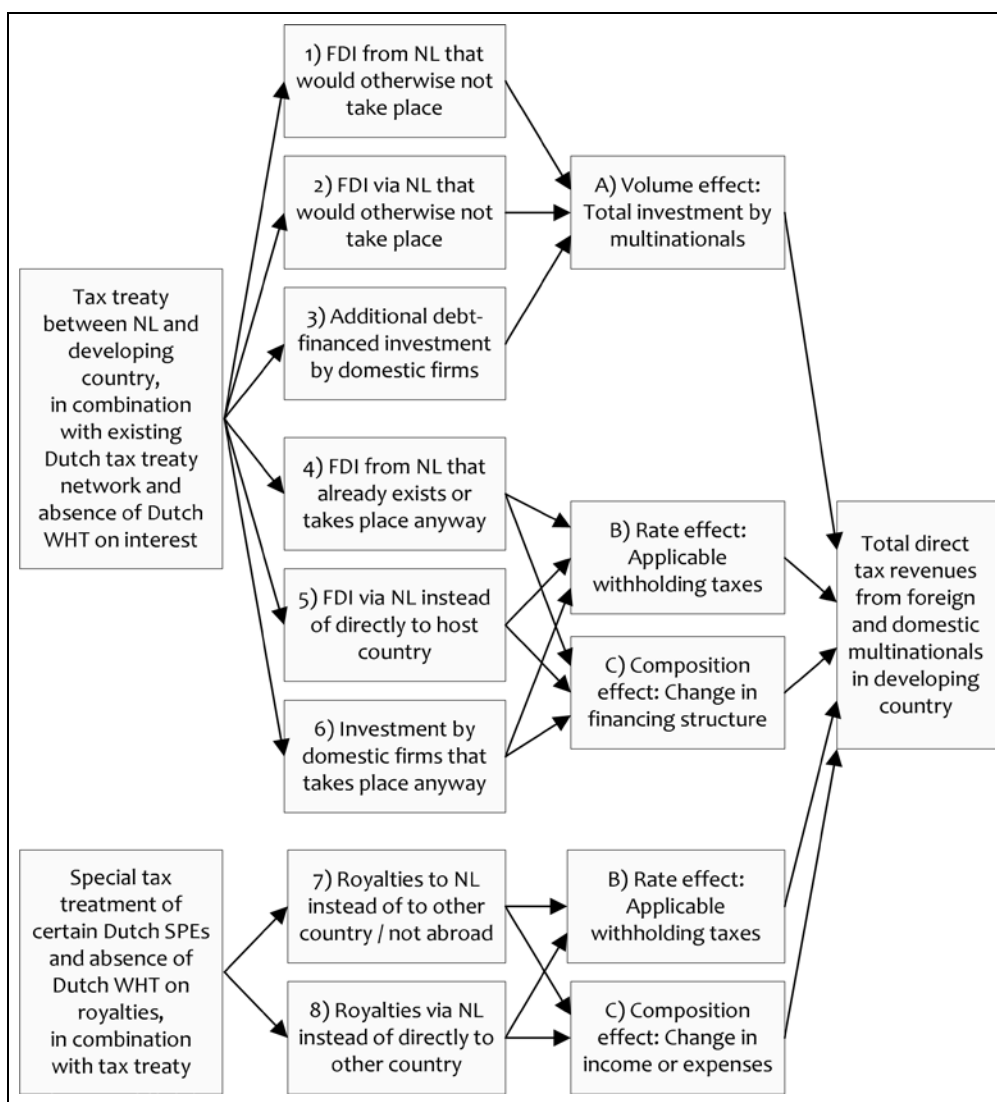 Tax treaty
between NL and
developing
country,
in combination
with existing
Dutch tax treaty
network and
absence of Dutch
WHT on interest
1) FDI from NL that
would otherwise not
take place
2) FDI via NL that
would otherwise not
take place
3) Additional debt-
financed investment
by domestic firms
4) FDI from NL that
already exists or
takes place anyway
5) FDI via NL instead
of directly to host
country
6) Investment by
domestic firms that
takes place anyway
A) Volume effect:
Total investment by
multinationals
B) Rate effect:
Applicable
withholding taxes
C) Composition
effect: Change in
financing structure
Total direct
tax revenues
from foreign
and domestic
multinationals
in developing
country
Special tax
treatment of
certain Dutch SPEs
and absence of
Dutch WHT on
royalties,
in combination
with tax treaty
7) Royalties to NL
instead of to other
country / not abroad
8) Royalties via NL
instead of directly to
other country
B) Rate effect:
Applicable
withholding taxes
C) Composition
effect: Change in
income or expenses